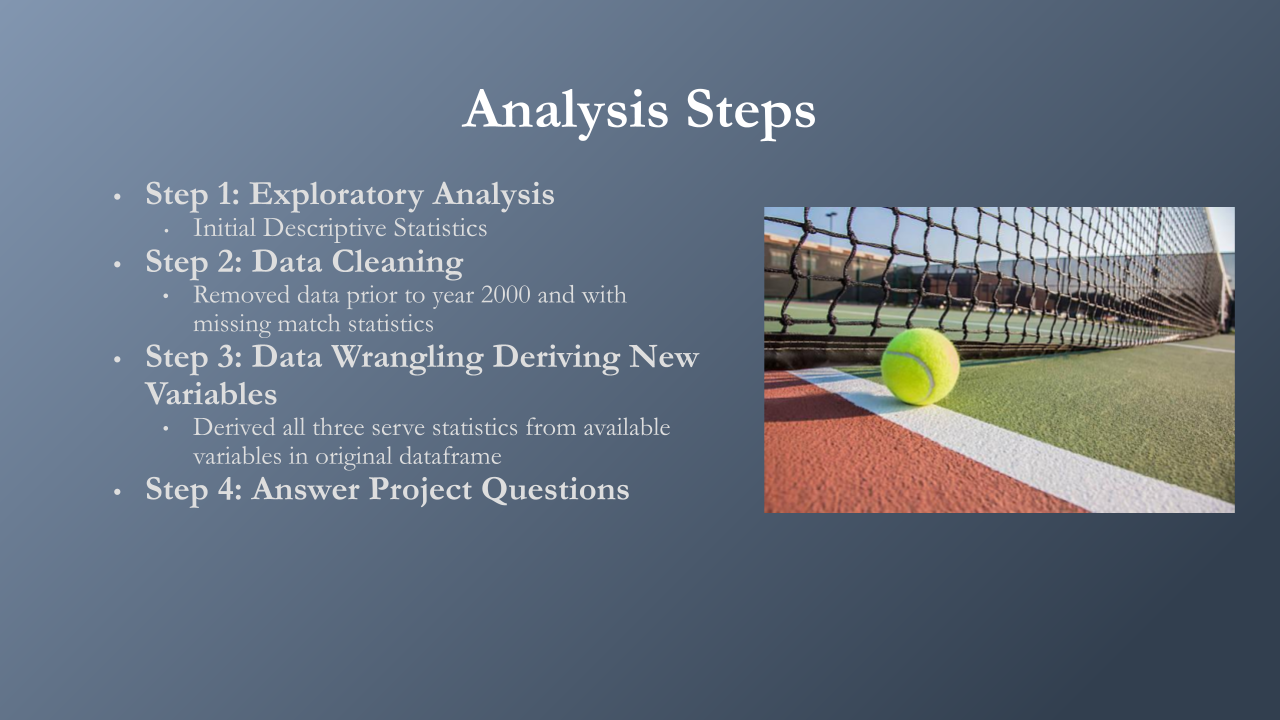 Analysis Steps
• Step 1: Exploratory Analysis
• Initial Descriptive Statistics
• Step 2: Data Cleaning
• Removed data prior to year 2000 and with
missing match statistics
• Step 3: Data Wrangling Deriving New
Variables
• Derived all three serve statistics from available
variables in original dataframe
• Step 4: Answer Project Questions